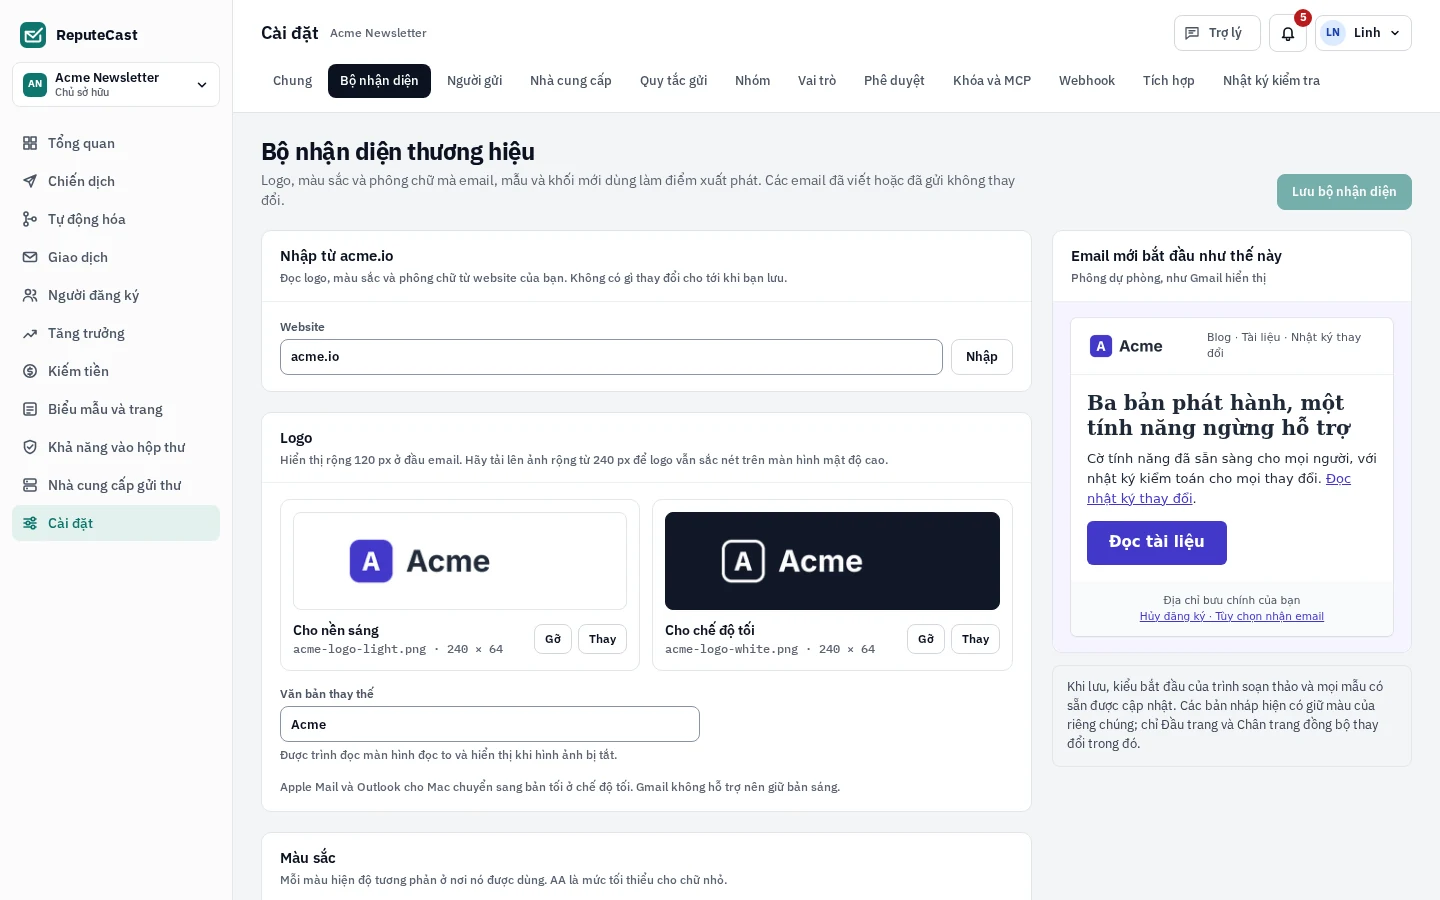 ReputeCast
AN
Acme Newsletter
Chủ sở hữu
Tổng quan
Chiến dịch
Tự động hóa
Giao dịch
Người đăng ký
Tăng trưởng
Kiếm tiền
Biểu mẫu và trang
Khả năng vào hộp thư
Nhà cung cấp gửi thư
Cài đặt
Cài đặt
Acme Newsletter
Trợ lý
5
LN
Linh
Chung
Bộ nhận diện
Người gửi
Nhà cung cấp
Quy tắc gửi
Nhóm
Vai trò
Phê duyệt
Khóa và MCP
Webhook
Tích hợp
Nhật ký kiểm tra
Bộ nhận diện thương hiệu
Logo, màu sắc và phông chữ mà email, mẫu và khối mới dùng làm điểm xuất phát. Các email đã viết hoặc đã gửi không thay
đổi.
Lưu bộ nhận diện
Nhập từ acme.io
Đọc logo, màu sắc và phông chữ từ website của bạn. Không có gì thay đổi cho tới khi bạn lưu.
Website
acme.io
Nhập
Logo
Hiển thị rộng 120 px ở đầu email. Hãy tải lên ảnh rộng từ 240 px để logo vẫn sắc nét trên màn hình mật độ cao.
A Acme
Cho nền sáng
acme-logo-light.png · 240 × 64
Gỡ
Thay
A Acme
Cho chế độ tối
acme-logo-white.png · 240 × 64
Gỡ
Thay
Văn bản thay thế
Acme
Được trình đọc màn hình đọc to và hiển thị khi hình ảnh bị tắt.
Apple Mail và Outlook cho Mac chuyển sang bản tối ở chế độ tối. Gmail không hỗ trợ nên giữ bản sáng.
Màu sắc
Mỗi màu hiện độ tương phản ở nơi nó được dùng. AA là mức tối thiểu cho chữ nhỏ.
Email mới bắt đầu như thế này
Phông dự phòng, như Gmail hiển thị
A Acme
Blog · Tài liệu · Nhật ký thay
đổi
Ba bản phát hành, một
tính năng ngừng hỗ trợ
Cờ tính năng đã sẵn sàng cho mọi người, với
nhật ký kiểm toán cho mọi thay đổi. Đọc
nhật ký thay đổi.
Đọc tài liệu
Địa chỉ bưu chính của bạn
Hủy đăng ký · Tùy chọn nhận email
Khi lưu, kiểu bắt đầu của trình soạn thảo và mọi mẫu có
sẵn được cập nhật. Các bản nháp hiện có giữ màu của
riêng chúng; chỉ Đầu trang và Chân trang đồng bộ thay
đổi trong đó.